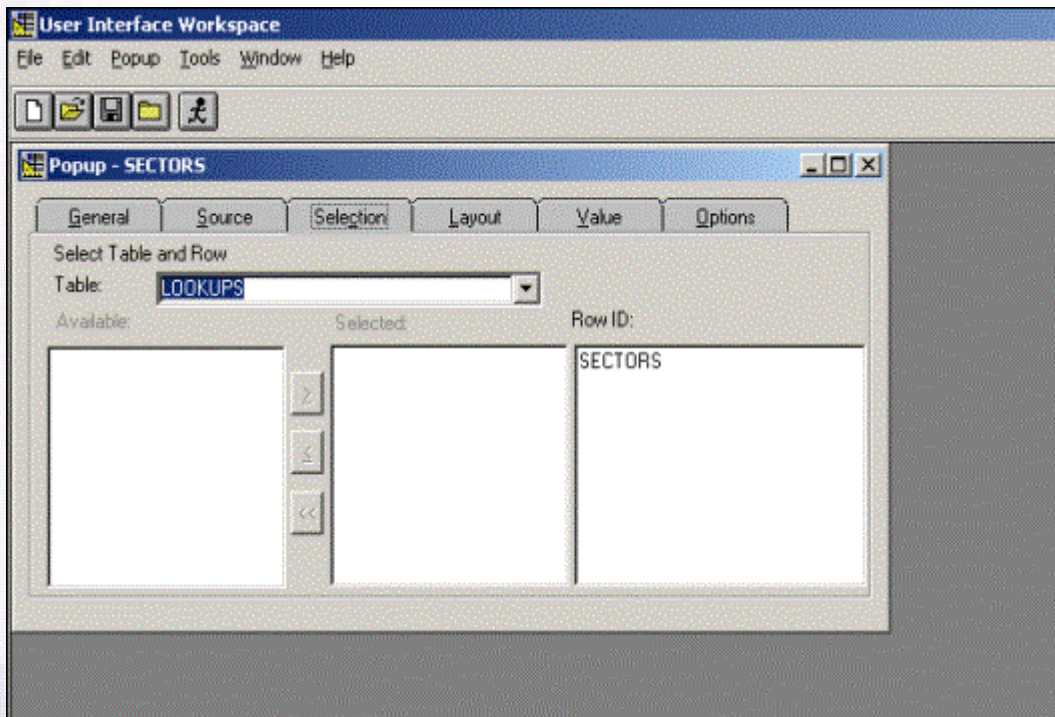 User Interface Workspace
File Edit Popup Tools Window Help
Popup - SECTORS
General Source Selection Layout Value Options
Select Table and Row
Table: LOOKUPS
Available: Selected: Row ID:
SECTORS
>
<
<<